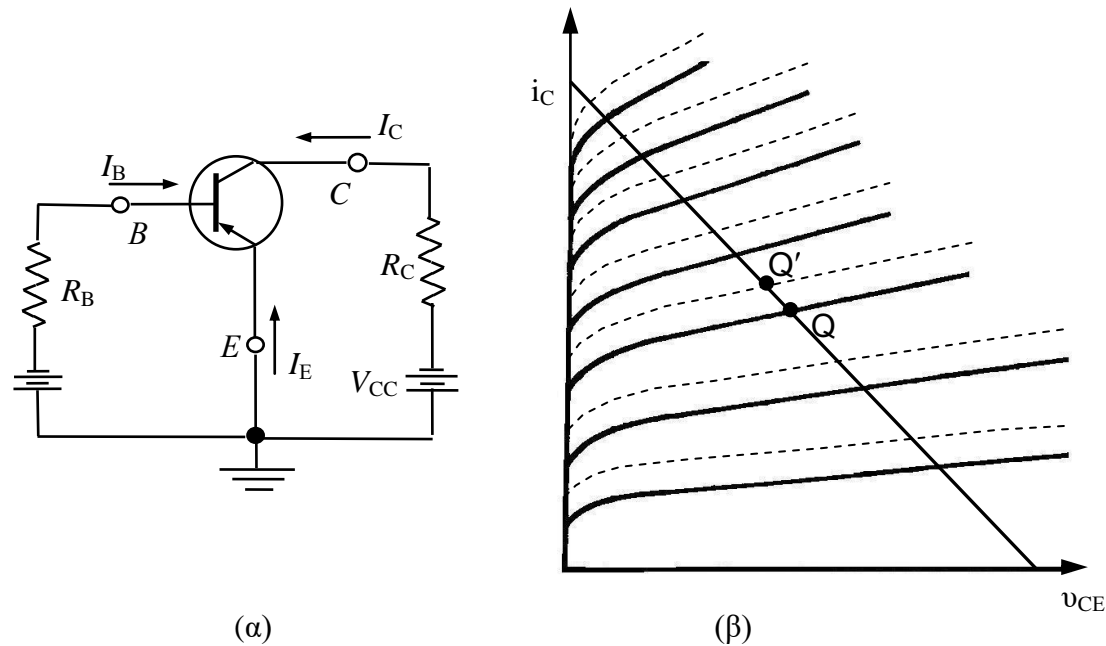 I_C
I_B
C
B
R_B
R_C
E
I_E
V_CC
(α)
i_C
Q′
Q
υ_CE
(β)